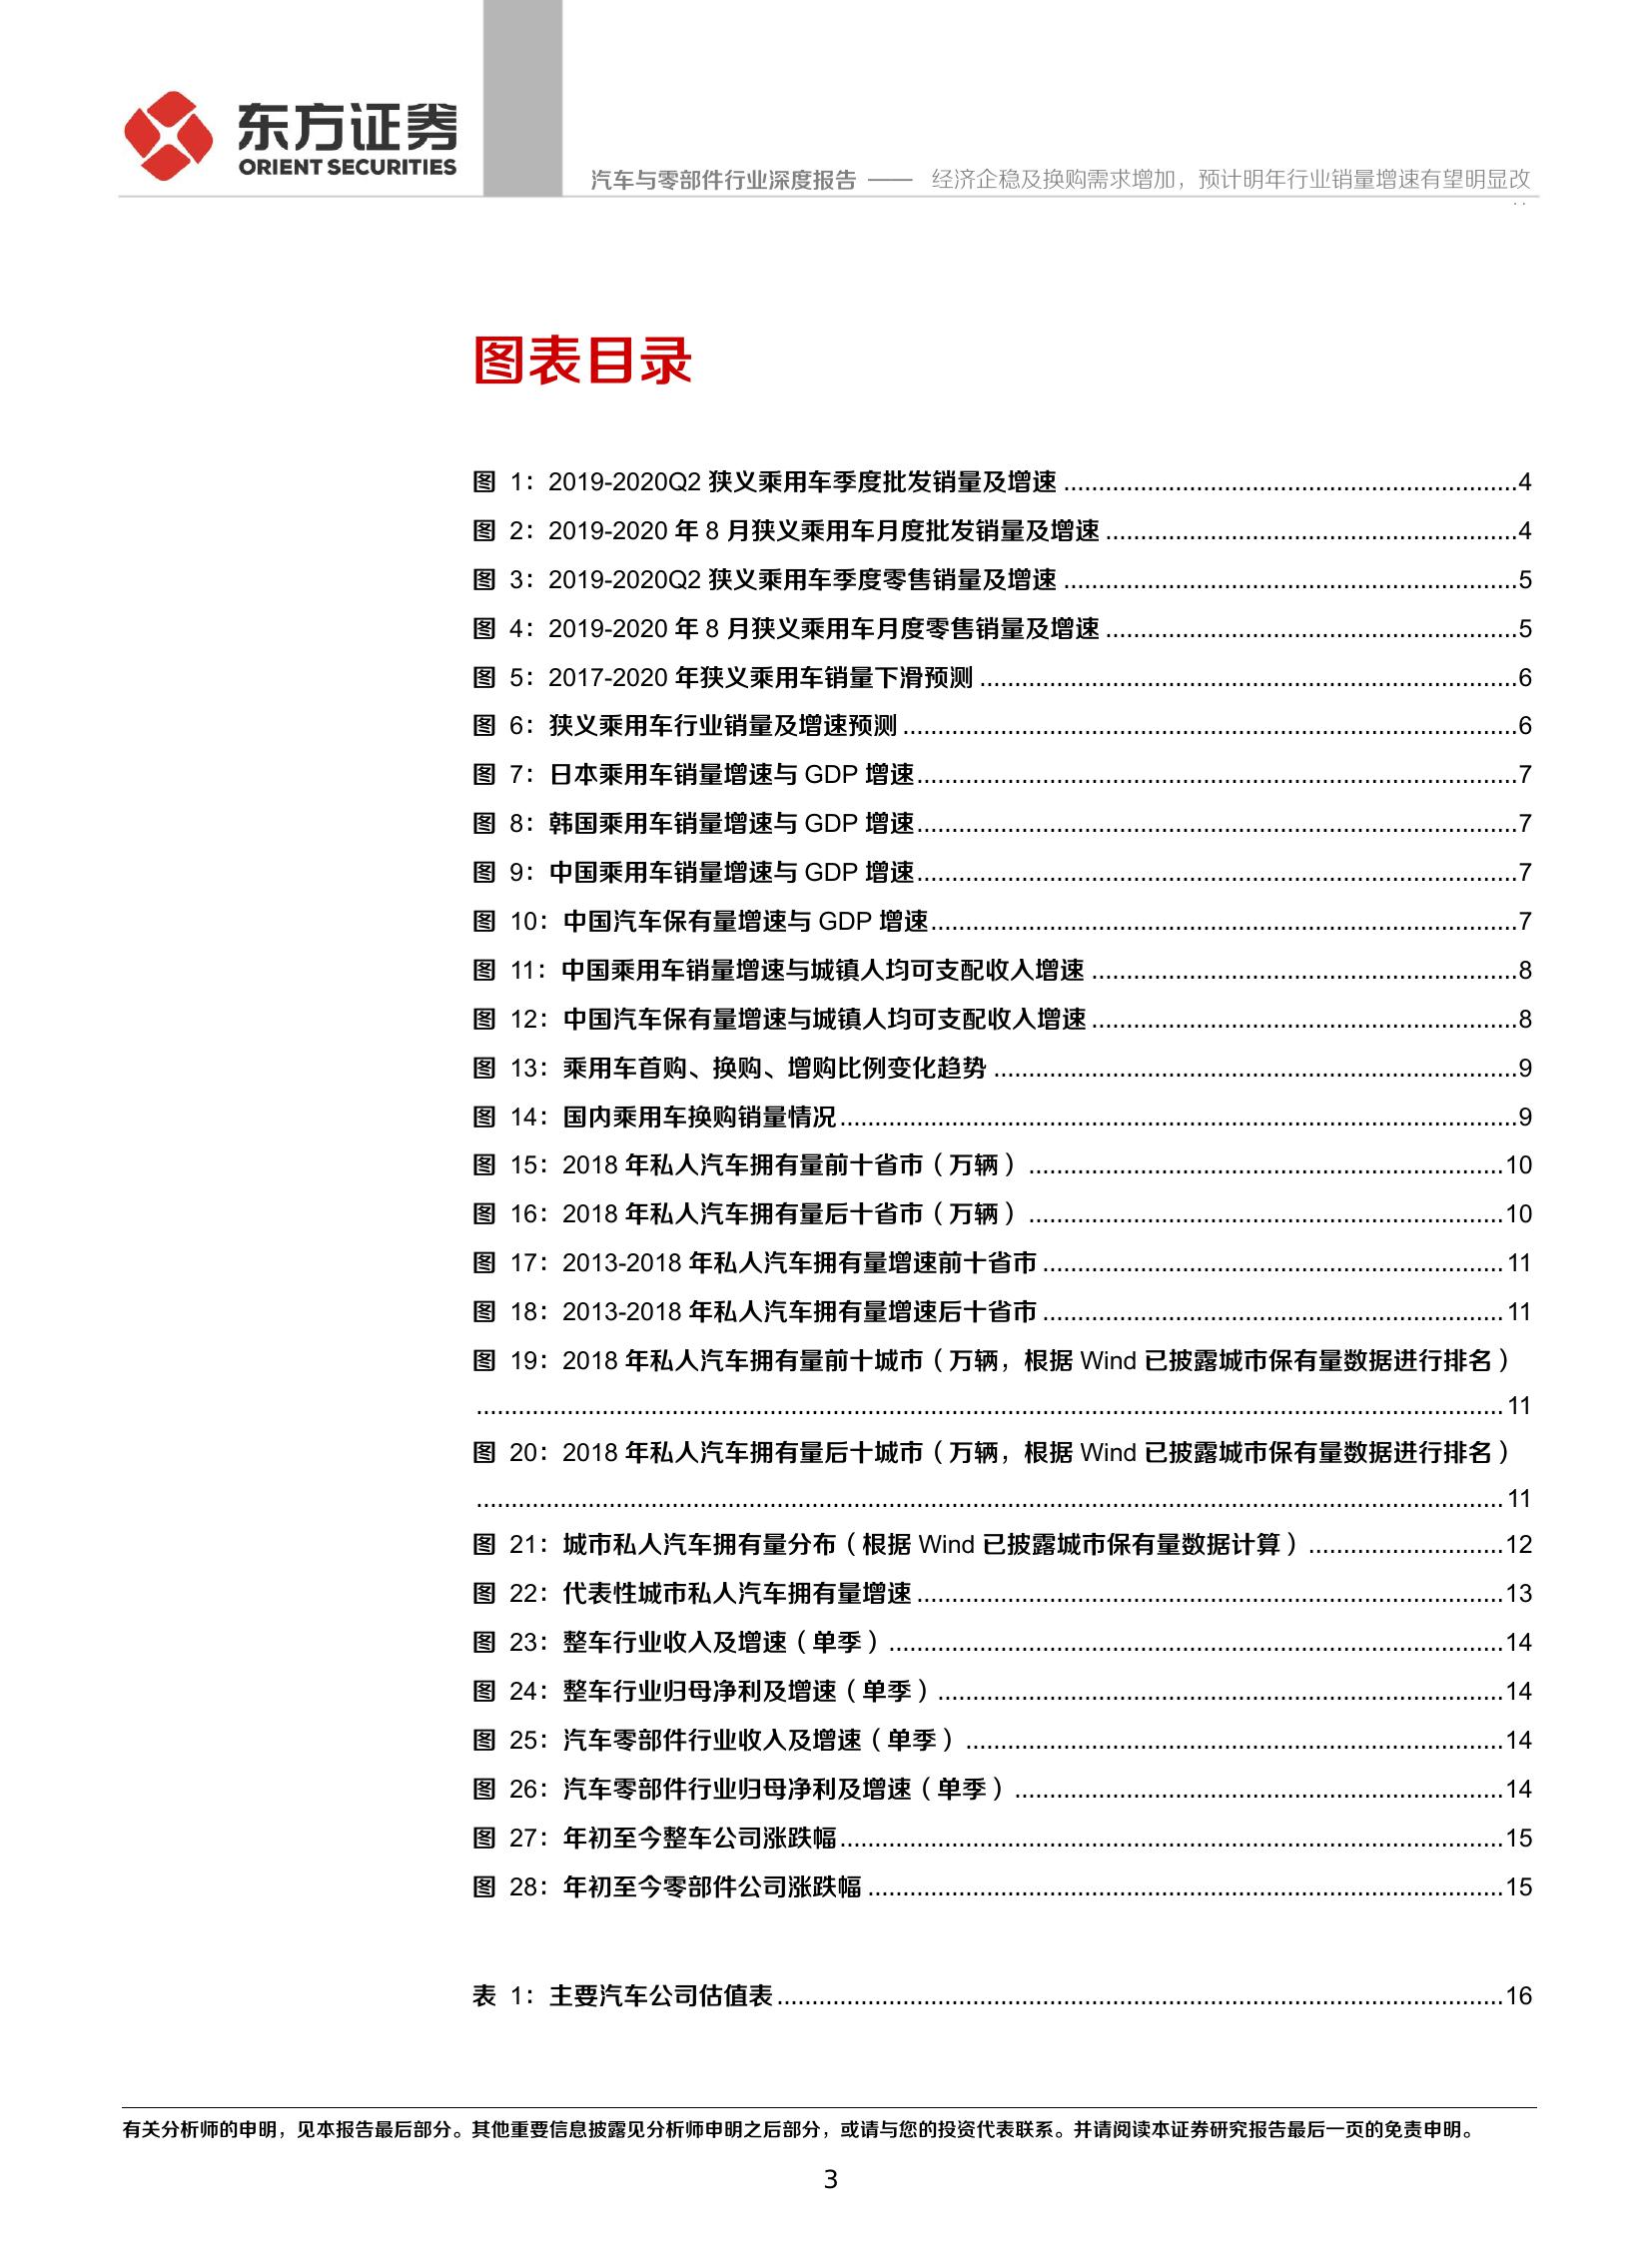 东方证券
ORIENT SECURITIES
汽车与零部件行业深度报告 —— 经济企稳及换购需求增加，预计明年行业销量增速有望明显改
图表目录
图 1：2019-2020Q2 狭义乘用车季度批发销量及增速 ................................................................4
图 2：2019-2020 年 8 月狭义乘用车月度批发销量及增速 ..........................................................4
图 3：2019-2020Q2 狭义乘用车季度零售销量及增速 ................................................................5
图 4：2019-2020 年 8 月狭义乘用车月度零售销量及增速 ..........................................................5
图 5：2017-2020 年狭义乘用车销量下滑预测 ............................................................................6
图 6：狭义乘用车行业销量及增速预测 .......................................................................................6
图 7：日本乘用车销量增速与 GDP 增速.....................................................................................7
图 8：韩国乘用车销量增速与 GDP 增速.....................................................................................7
图 9：中国乘用车销量增速与 GDP 增速.....................................................................................7
图 10：中国汽车保有量增速与 GDP 增速...................................................................................7
图 11：中国乘用车销量增速与城镇人均可支配收入增速 ............................................................8
图 12：中国汽车保有量增速与城镇人均可支配收入增速 ............................................................8
图 13：乘用车首购、换购、增购比例变化趋势 ..........................................................................9
图 14：国内乘用车换购销量情况................................................................................................9
图 15：2018 年私人汽车拥有量前十省市（万辆） ...................................................................10
图 16：2018 年私人汽车拥有量后十省市（万辆） ...................................................................10
图 17：2013-2018 年私人汽车拥有量增速前十省市 .................................................................11
图 18：2013-2018 年私人汽车拥有量增速后十省市 .................................................................11
图 19：2018 年私人汽车拥有量前十城市（万辆，根据 Wind 已披露城市保有量数据进行排名）
...................................................................................................................................................11
图 20：2018 年私人汽车拥有量后十城市（万辆，根据 Wind 已披露城市保有量数据进行排名）
...................................................................................................................................................11
图 21：城市私人汽车拥有量分布（根据 Wind 已披露城市保有量数据计算） ...........................12
图 22：代表性城市私人汽车拥有量增速 ...................................................................................13
图 23：整车行业收入及增速（单季） .......................................................................................14
图 24：整车行业归母净利及增速（单季） ................................................................................14
图 25：汽车零部件行业收入及增速（单季） ............................................................................14
图 26：汽车零部件行业归母净利及增速（单季） .....................................................................14
图 27：年初至今整车公司涨跌幅..............................................................................................15
图 28：年初至今零部件公司涨跌幅 ..........................................................................................15
表 1：主要汽车公司估值表.......................................................................................................16
有关分析师的申明，见本报告最后部分。其他重要信息披露见分析师申明之后部分，或请与您的投资代表联系。并请阅读本证券研究报告最后一页的免责申明。
3